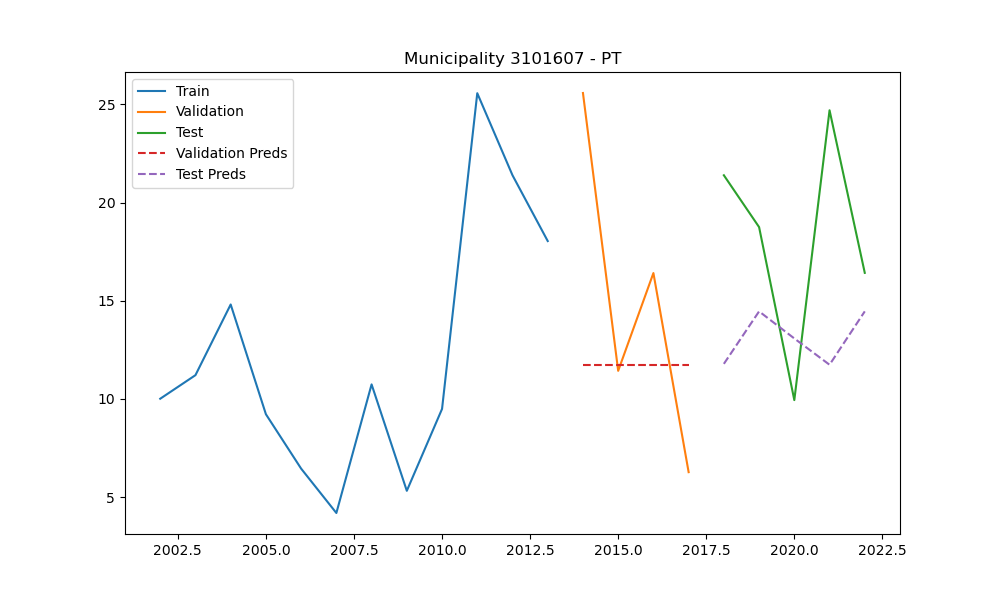 Municipality 3101607 - PT
Train
Validation
Test
Validation Preds
Test Preds
25
20
15
10
5
2002.5 2005.0 2007.5 2010.0 2012.5 2015.0 2017.5 2020.0 2022.5